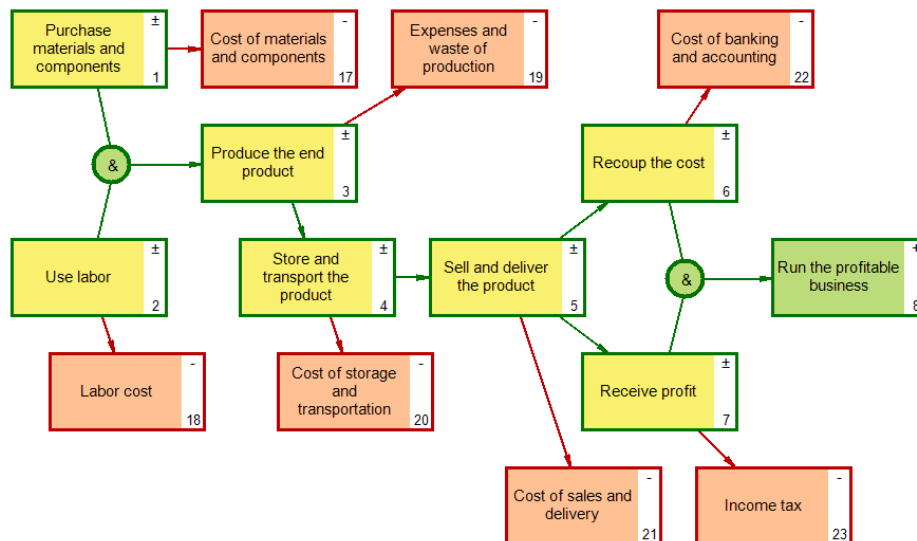 Purchase
materials and
components
±
1
Cost of materials
and components
-
17
Expenses and
waste of
production
-
19
Cost of banking
and accounting
-
22
&
Produce the end
product
±
3
Recoup the cost
±
6
Use labor
±
2
Store and
transport the
product
±
4
Sell and deliver
the product
±
5
&
Run the profitable
business
+
8
Labor cost
-
18
Cost of storage
and
transportation
-
20
Receive profit
±
7
Cost of sales and
delivery
-
21
Income tax
-
23